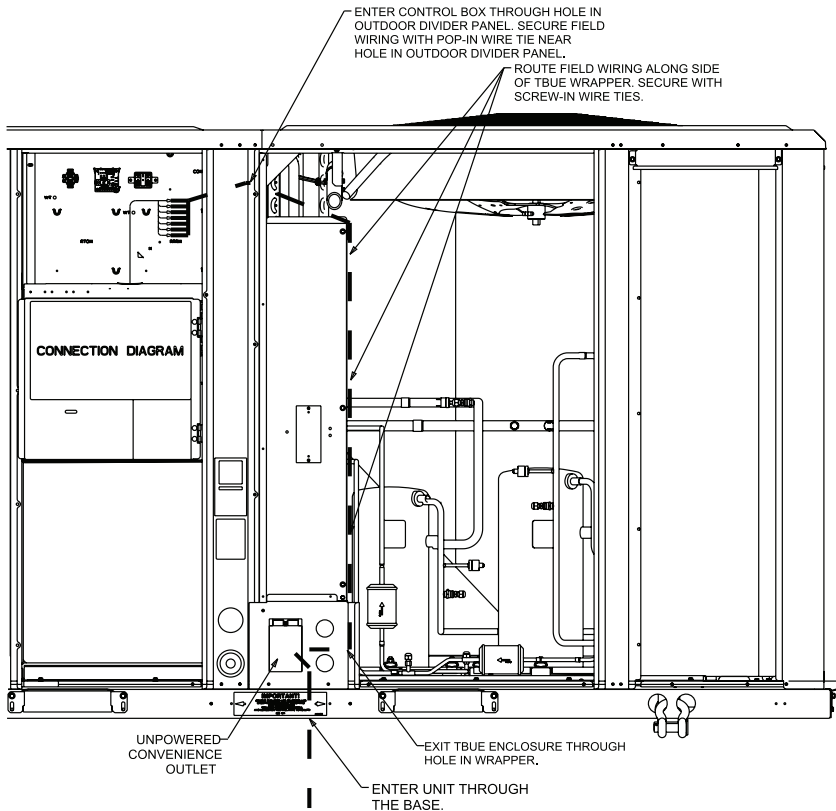 ENTER CONTROL BOX THROUGH HOLE IN
OUTDOOR DIVIDER PANEL. SECURE FIELD
WIRING WITH POP-IN WIRE TIE NEAR
HOLE IN OUTDOOR DIVIDER PANEL.
ROUTE FIELD WIRING ALONG SIDE
OF TBUE WRAPPER. SECURE WITH
SCREW-IN WIRE TIES.
CONNECTION DIAGRAM
IMPORTANT!
UNPOWERED
CONVENIENCE
OUTLET
EXIT TBUE ENCLOSURE THROUGH
HOLE IN WRAPPER.
ENTER UNIT THROUGH
THE BASE.